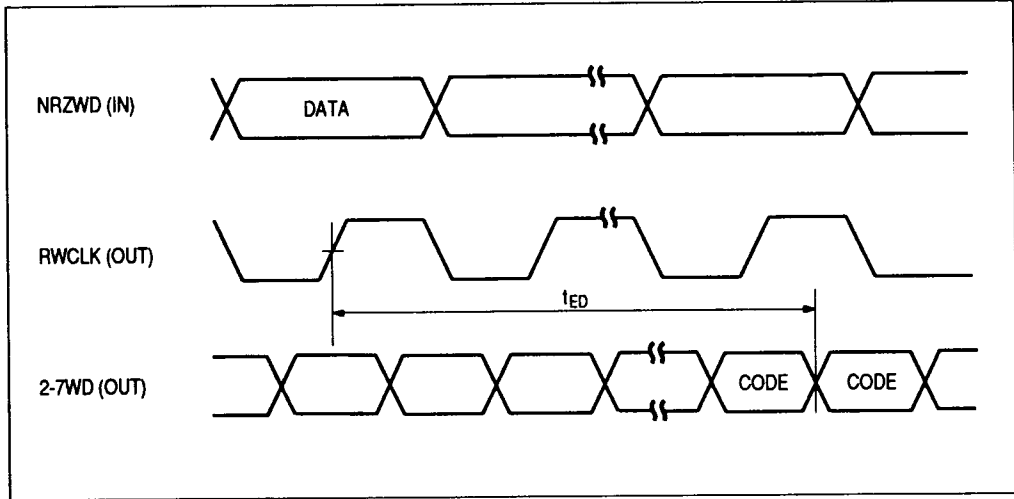 NRZWD (IN)
DATA
RWCLK (OUT)
tED
2-7WD (OUT)
CODE CODE